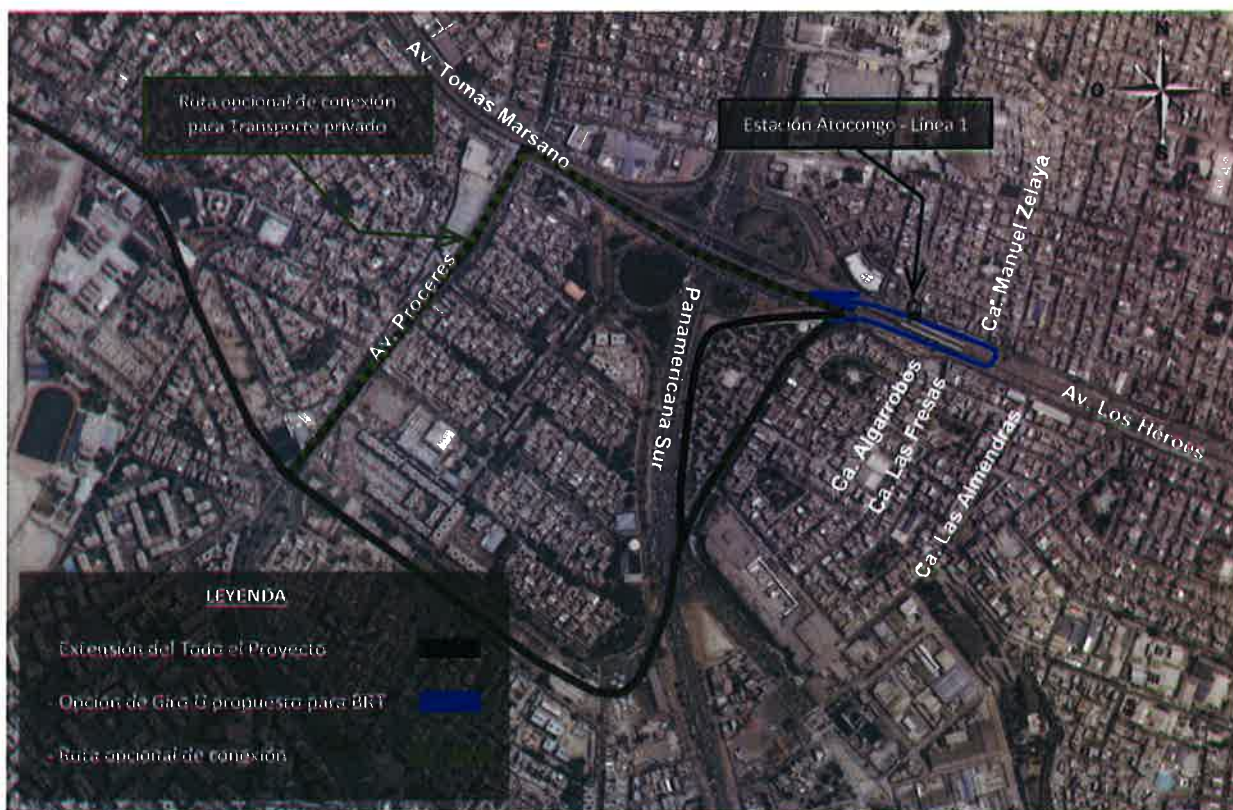 Av. Tomas Marsano
Ruta opcional de conexión
para Transporte privado
Estación Atocongo - Línea 1
N
O
E
S
Ca. Manuel Zelaya
Av. Proceres
Panamericana Sur
Av. Los Héroes
Ca. Algarrobos
Ca. Las Fresas
Ca. Las Almendras
LEYENDA
Extensión del Todo el Proyecto
Opción de Giro U propuesto para BRT
Ruta opcional de conexión